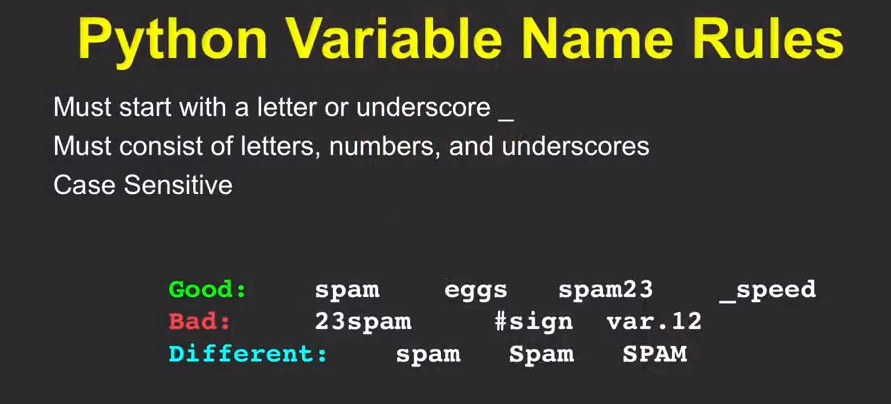 Python Variable Name Rules
Must start with a letter or underscore _
Must consist of letters, numbers, and underscores
Case Sensitive
Good: spam eggs spam23 _speed
Bad: 23spam #sign var.12
Different: spam Spam SPAM